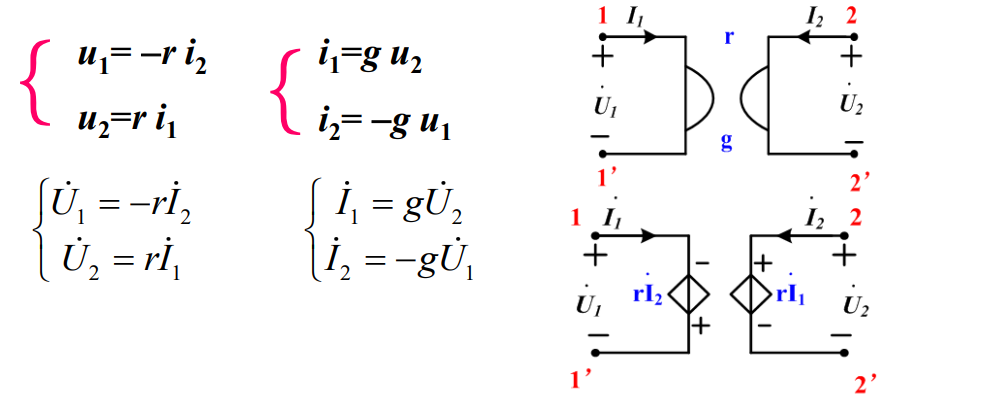 u₁= –r i₂
u₂=r i₁
i₁=g u₂
i₂= –g u₁
U̇₁ = −rİ₂
U̇₂ = rİ₁
İ₁ = gU̇₂
İ₂ = −gU̇₁
1 İ₁ r İ₂ 2
+ +
U̇₁ U̇₂
− g −
1’ 2’
1 İ₁ İ₂ 2
+ − + +
U̇₁ rİ₂ rİ₁ U̇₂
− + − −
1’ 2’